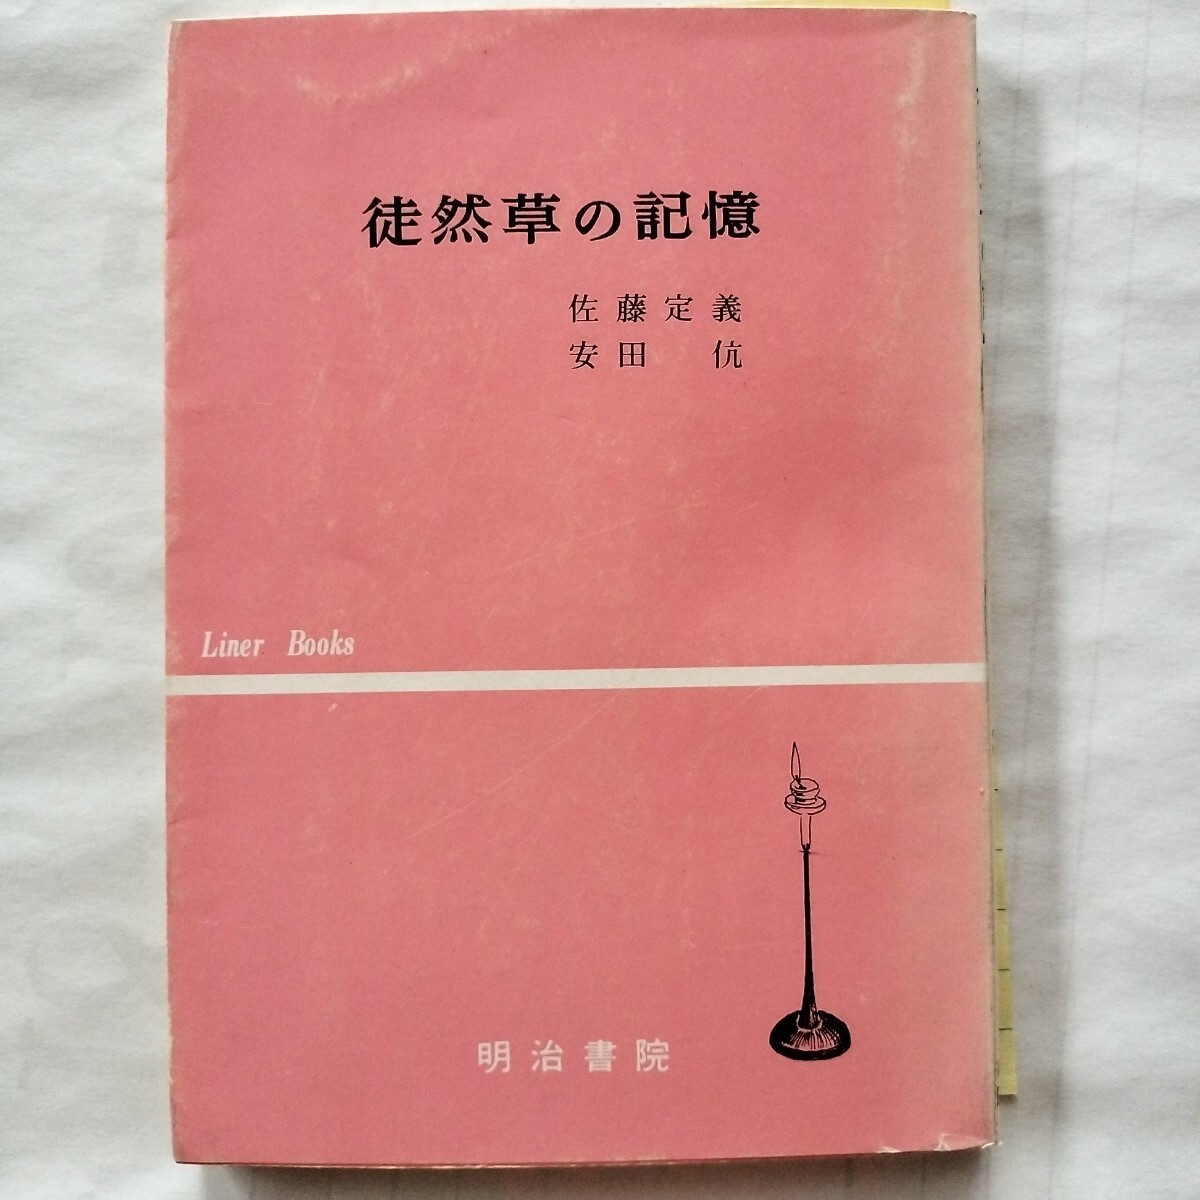 徒然草の記憶
佐藤定義
安田 伉
Liner Books
明治書院